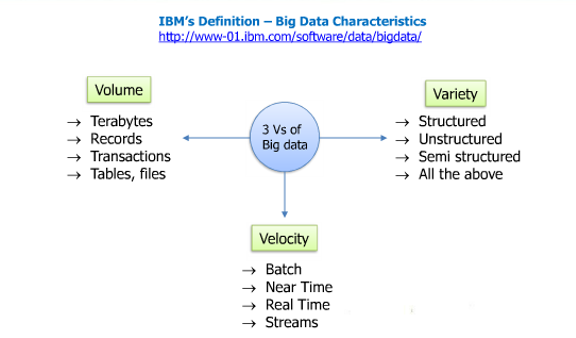 IBM's Definition – Big Data Characteristics
http://www-01.ibm.com/software/data/bigdata/
Volume
→ Terabytes
→ Records
→ Transactions
→ Tables, files
3 Vs of
Big data
Variety
→ Structured
→ Unstructured
→ Semi structured
→ All the above
Velocity
→ Batch
→ Near Time
→ Real Time
→ Streams